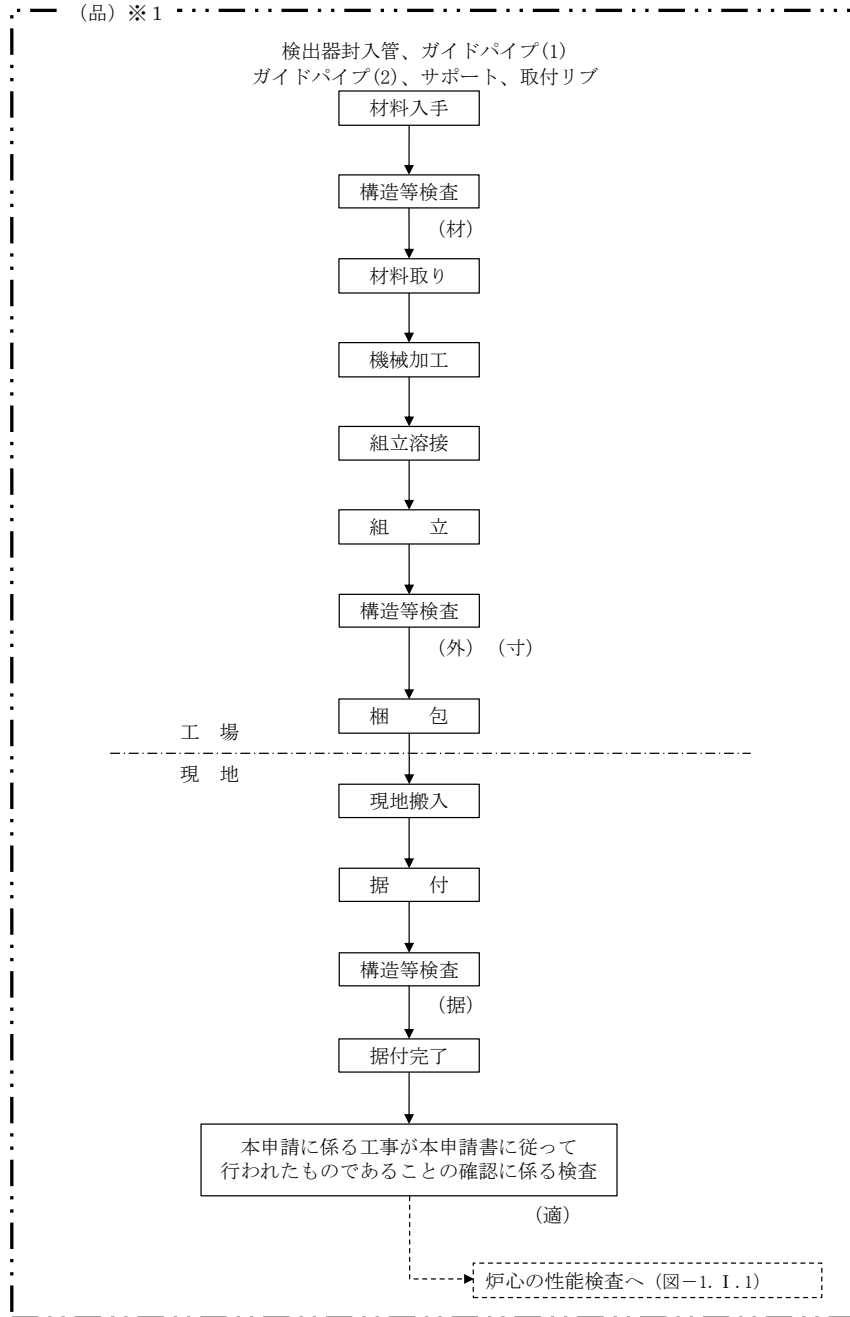 (品)※1
検出器封入管、ガイドパイプ(1)
ガイドパイプ(2)、サポート、取付リブ
材料入手
構造等検査
(材)
材料取り
機械加工
組立溶接
組　立
構造等検査
(外) (寸)
梱　包
工　場
現　地
現地搬入
据　付
構造等検査
(据)
据付完了
本申請に係る工事が本申請書に従って
行われたものであることの確認に係る検査
(適)
炉心の性能検査へ (図－1.Ⅰ.1)